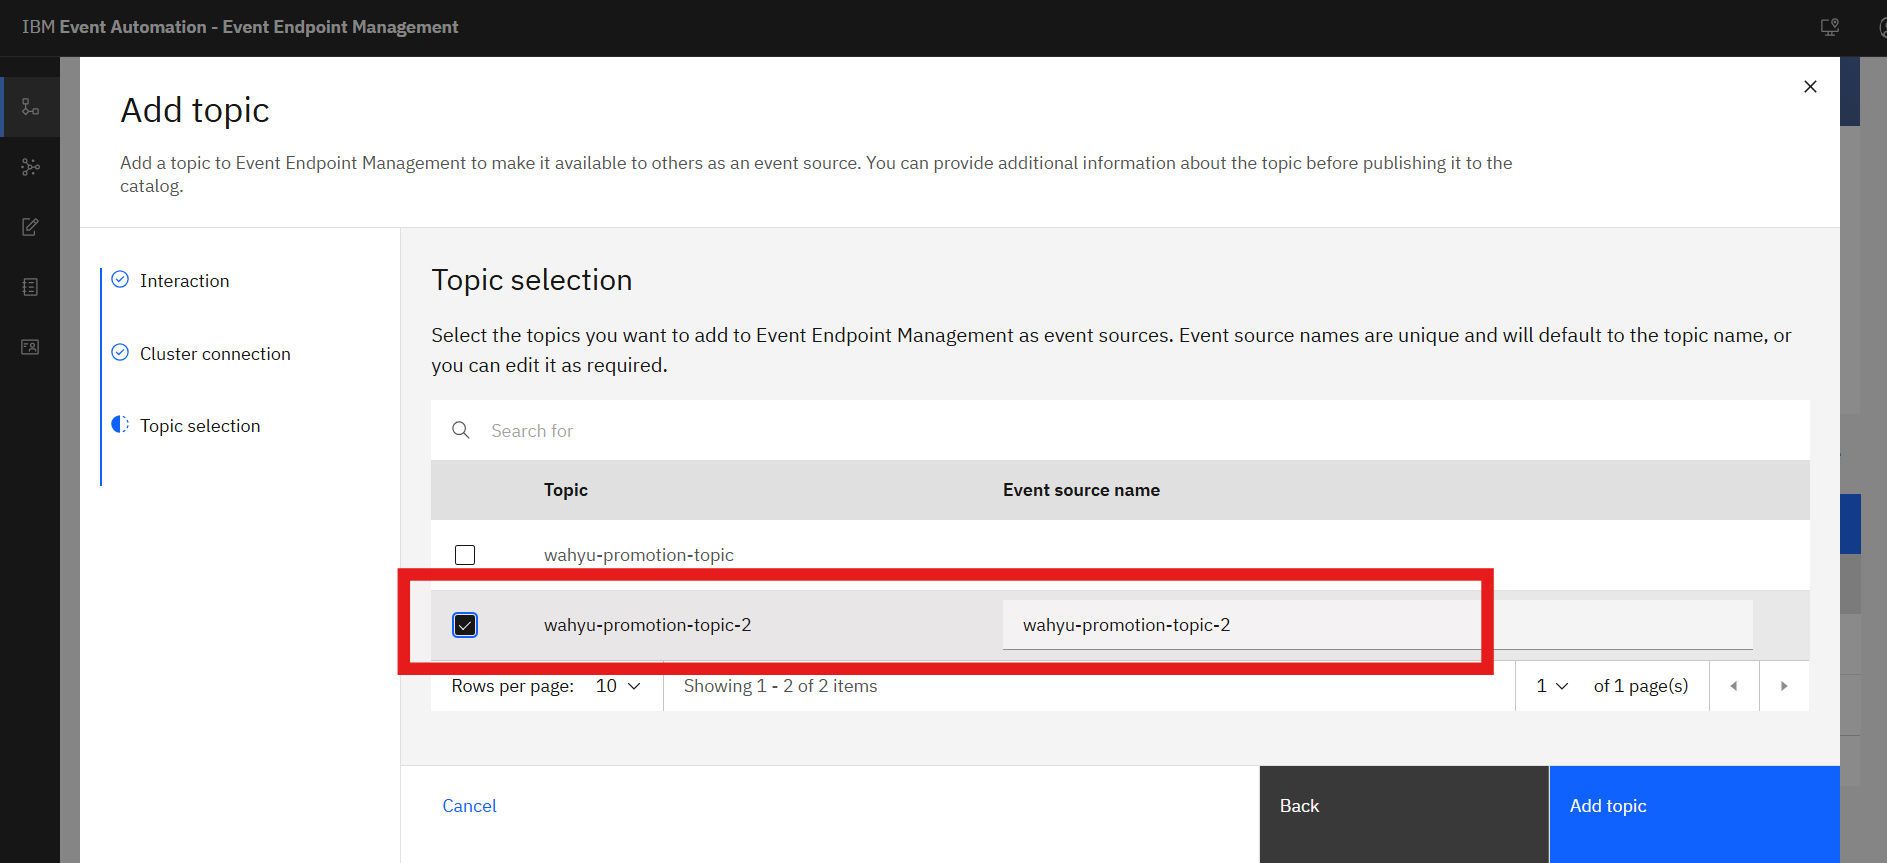 IBM Event Automation - Event Endpoint Management
Add topic
Add a topic to Event Endpoint Management to make it available to others as an event source. You can provide additional information about the topic before publishing it to the
catalog.
Interaction
Cluster connection
Topic selection
Topic selection
Select the topics you want to add to Event Endpoint Management as event sources. Event source names are unique and will default to the topic name, or
you can edit it as required.
Search for
Topic Event source name
wahyu-promotion-topic
wahyu-promotion-topic-2 wahyu-promotion-topic-2
Rows per page: 10 Showing 1 - 2 of 2 items 1 of 1 page(s)
Cancel Back Add topic